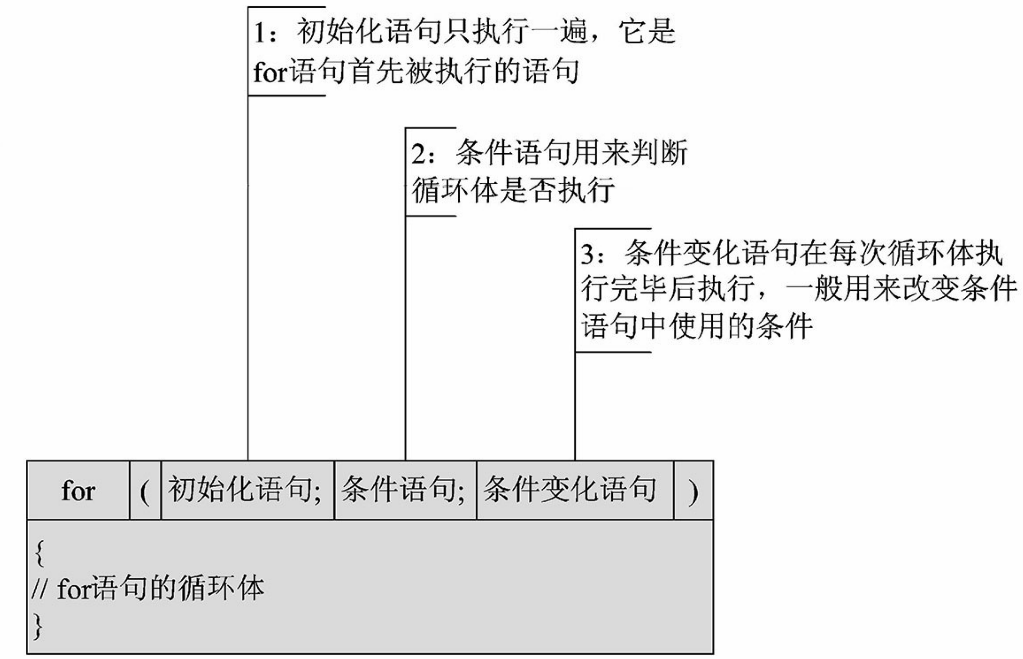 1：初始化语句只执行一遍，它是
for语句首先被执行的语句
2：条件语句用来判断
循环体是否执行
3：条件变化语句在每次循环体执
行完毕后执行，一般用来改变条件
语句中使用的条件
for ( 初始化语句; 条件语句; 条件变化语句 )
{
// for语句的循环体
}